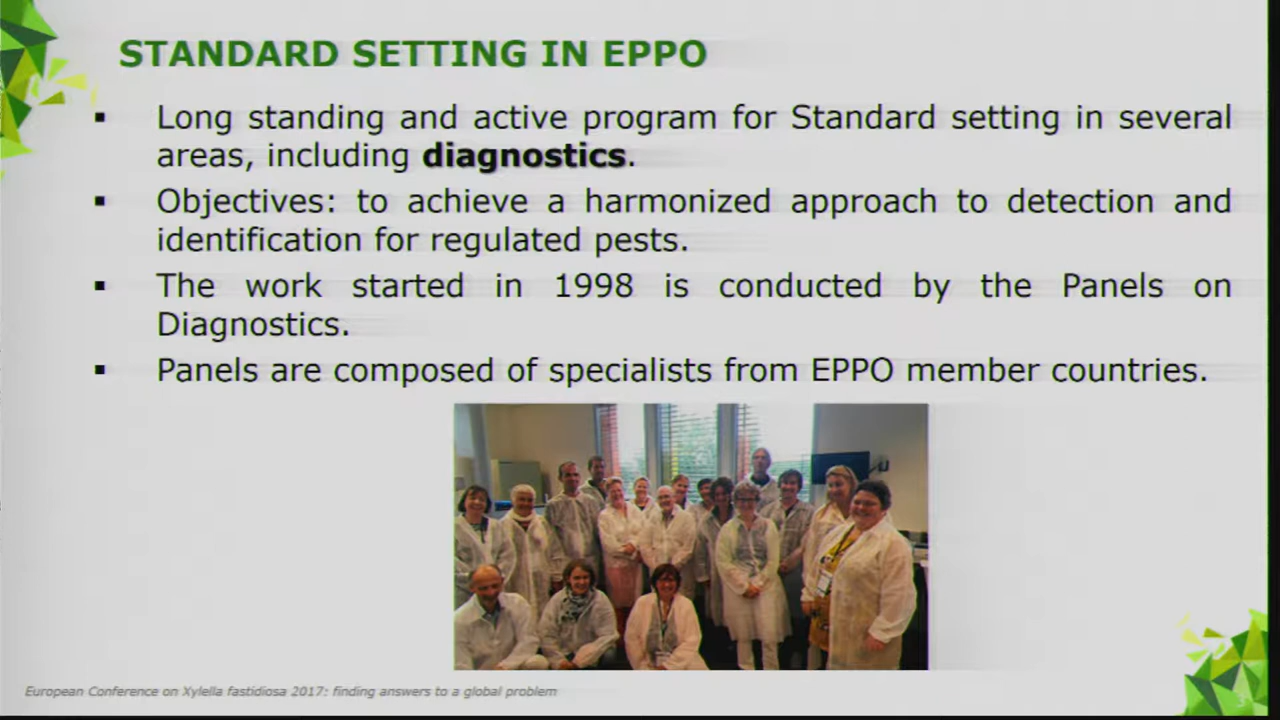 STANDARD SETTING IN EPPO
▪ Long standing and active program for Standard setting in several
areas, including diagnostics.
▪ Objectives: to achieve a harmonized approach to detection and
identification for regulated pests.
▪ The work started in 1998 is conducted by the Panels on
Diagnostics.
▪ Panels are composed of specialists from EPPO member countries.
European Conference on Xylella fastidiosa 2017: finding answers to a global problem
3